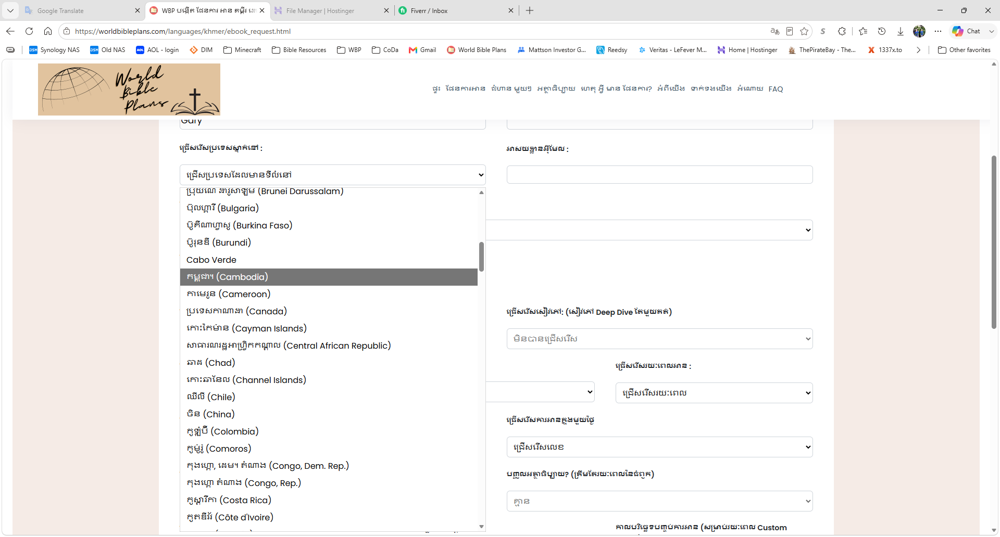 Google Translate
WBP បង្កើត ផែនការ អាន គម្ពីរ
File Manager | Hostinger
Fiverr / Inbox
https://worldbibleplans.com/languages/khmer/ebook_request.html
Chat
Synology NAS
Old NAS
AOL - login
DIM
Minecraft
Bible Resources
WBP
CoDa
Gmail
World Bible Plans
Mattson Investor G...
Reedsy
Veritas - LeFever M...
Home | Hostinger
ThePirateBay - The...
1337x.to
Other favorites
World
Bible
Plans
ផ្ទះ ផែនការអាន ជំហាន មួយៗ អត្ថាធិប្បាយ ហេតុ អ្វី មាន ផែនការ? អំពីយើង ទាក់ទងយើង អំណោយ FAQ
Gary
ជ្រើសរើសប្រទេសស្នាក់នៅ :
អាសយដ្ឋានអ៊ីមែល :
ជ្រើសប្រទេសដែលមានទីលំនៅ
ប្រុយណេ ដារូសាឡឹម (Brunei Darussalam)
ប៊ុលហ្គារី (Bulgaria)
ប៊ូគីណាហ្វាសូ (Burkina Faso)
ប៊ូរុនឌី (Burundi)
Cabo Verde
កម្ពុជា។ (Cambodia)
កាមេរូន (Cameroon)
ប្រទេសកាណាដា (Canada)
កោះកៃម៉ាន (Cayman Islands)
សាធារណរដ្ឋអាហ្វ្រិកកណ្តាល (Central African Republic)
ឆាដ (Chad)
កោះឆានែល (Channel Islands)
ឈីលី (Chile)
ចិន (China)
កូឡុំប៊ី (Colombia)
កូម៉ូរ៉ូ (Comoros)
កុងហ្គោ, ដេម។ តំណាង (Congo, Dem. Rep.)
កុងហ្គោ តំណាង (Congo, Rep.)
កូស្តារីកា (Costa Rica)
កូតឌីវ័រ (Côte d'Ivoire)
ជ្រើសរើសសៀវភៅ: (សៀវភៅ Deep Dive តែមួយគត់)
មិនបានជ្រើសរើស
ជ្រើសរើសរយៈពេលអាន :
ជ្រើសរើសរយៈពេល
ជ្រើសរើសការអានក្នុងមួយថ្ងៃ
ជ្រើសរើសលេខ
បញ្ចូលអត្ថាធិប្បាយ? (ត្រឹមតែរយៈពេលនៃជំពូក)
គ្មាន
កាលបរិច្ឆេទបញ្ចប់ការអាន (សម្រាប់រយៈពេល Custom